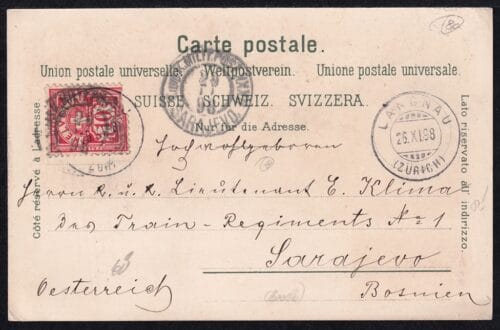 Carte postale.
Union postale universelle. Weltpostverein. Unione postale universale.
SUISSE. SCHWEIZ. SVIZZERA.
Nur für die Adresse.
Côté réservé à l'adresse.
Lato riservato all'indirizzo.
LANGNAU
26.XI.98
(ZÜRICH)
SARAJEVO
10
Hochwohlgeboren
Herrn k. u. k. Lieutenant E. Klima
des Train-Regiments No 1
Sarajevo
Oesterreich
Bosnien